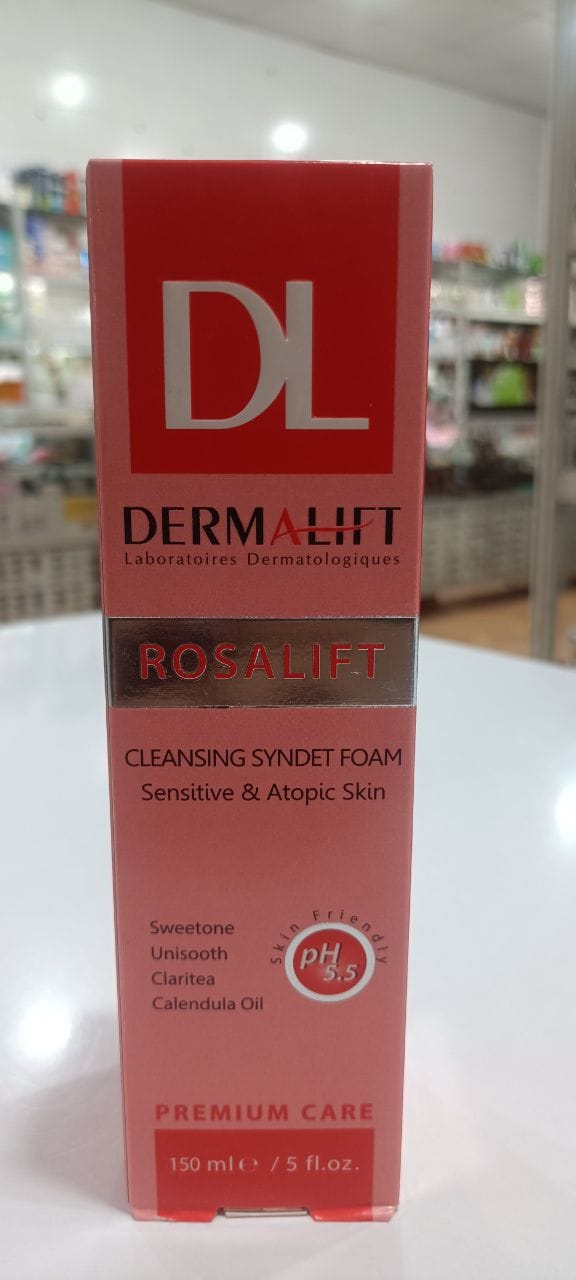 DL
DERMALIFT
Laboratoires Dermatologiques
ROSALIFT
CLEANSING SYNDET FOAM
Sensitive & Atopic Skin
Sweetone
Unisooth
Claritea
Calendula Oil
Skin Friendly
pH
5.5
PREMIUM CARE
150 ml ℮ / 5 fl.oz.